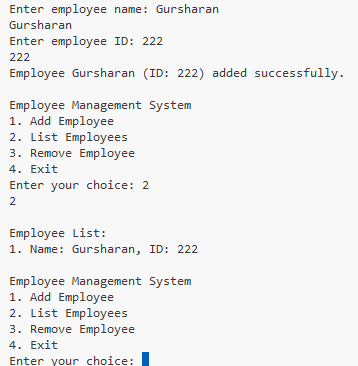 Enter employee name: Gursharan
Gursharan
Enter employee ID: 222
222
Employee Gursharan (ID: 222) added successfully.

Employee Management System
1. Add Employee
2. List Employees
3. Remove Employee
4. Exit
Enter your choice: 2
2

Employee List:
1. Name: Gursharan, ID: 222

Employee Management System
1. Add Employee
2. List Employees
3. Remove Employee
4. Exit
Enter your choice: